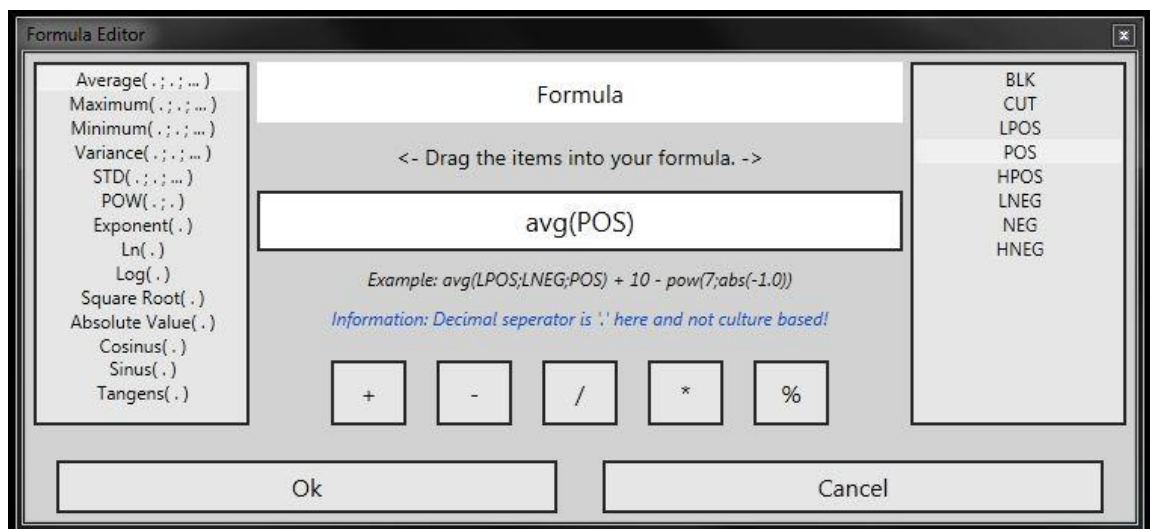 Formula Editor
x
Average( . ; . ; ... )
Maximum( . ; . ; ... )
Minimum( . ; . ; ... )
Variance( . ; . ; ... )
STD( . ; . ; ... )
POW( . ; . )
Exponent( . )
Ln( . )
Log( . )
Square Root( . )
Absolute Value( . )
Cosinus( . )
Sinus( . )
Tangens( . )
Formula
<- Drag the items into your formula. ->
avg(POS)
Example: avg(LPOS;LNEG;POS) + 10 - pow(7;abs(-1.0))
Information: Decimal seperator is '.' here and not culture based!
+ - / * %
BLK
CUT
LPOS
POS
HPOS
LNEG
NEG
HNEG
Ok
Cancel